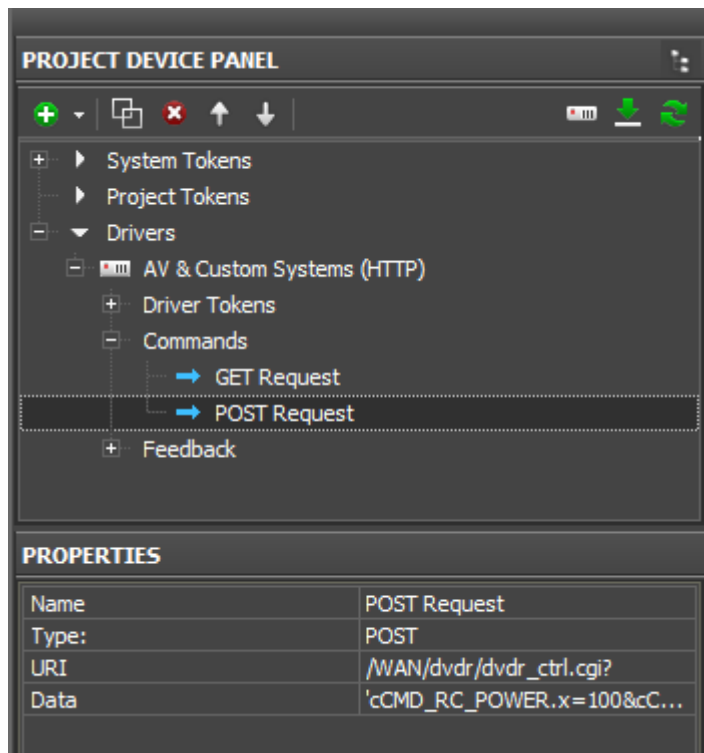 PROJECT DEVICE PANEL
System Tokens
Project Tokens
Drivers
AV & Custom Systems (HTTP)
Driver Tokens
Commands
GET Request
POST Request
Feedback
PROPERTIES
Name POST Request
Type: POST
URI /WAN/dvdr/dvdr_ctrl.cgi?
Data 'cCMD_RC_POWER.x=100&cC...